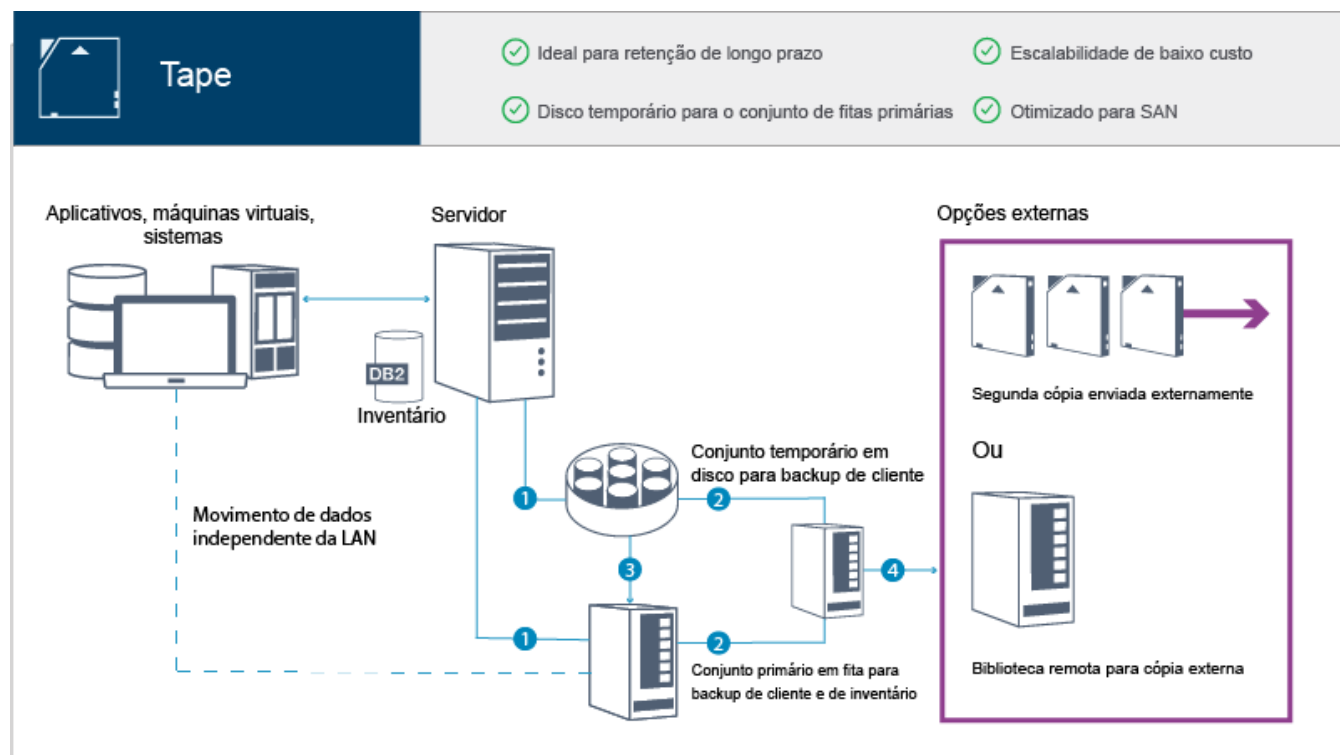 Tape
Ideal para retenção de longo prazo
Escalabilidade de baixo custo
Disco temporário para o conjunto de fitas primárias
Otimizado para SAN
Aplicativos, máquinas virtuais,
sistemas
Servidor
Opções externas
DB2
Inventário
Segunda cópia enviada externamente
Conjunto temporário em
disco para backup de cliente
Ou
1
2
Movimento de dados
independente da LAN
3
4
1
2
Conjunto primário em fita para
backup de cliente e de inventário
Biblioteca remota para cópia externa